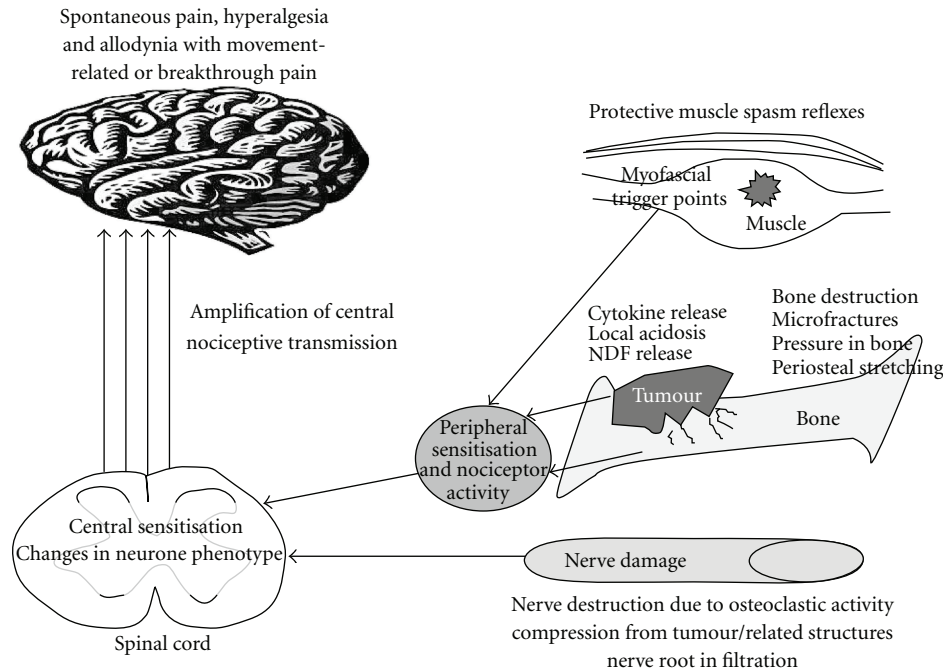 Spontaneous pain, hyperalgesia
and allodynia with movement-
related or breakthrough pain
Protective muscle spasm reflexes
Myofascial
trigger points
Muscle
Amplification of central
nociceptive transmission
Cytokine release
Local acidosis
NDF release
Bone destruction
Microfractures
Pressure in bone
Periosteal stretching
Tumour
Bone
Peripheral
sensitisation
and nociceptor
activity
Central sensitisation
Changes in neurone phenotype
Spinal cord
Nerve damage
Nerve destruction due to osteoclastic activity
compression from tumour/related structures
nerve root in filtration